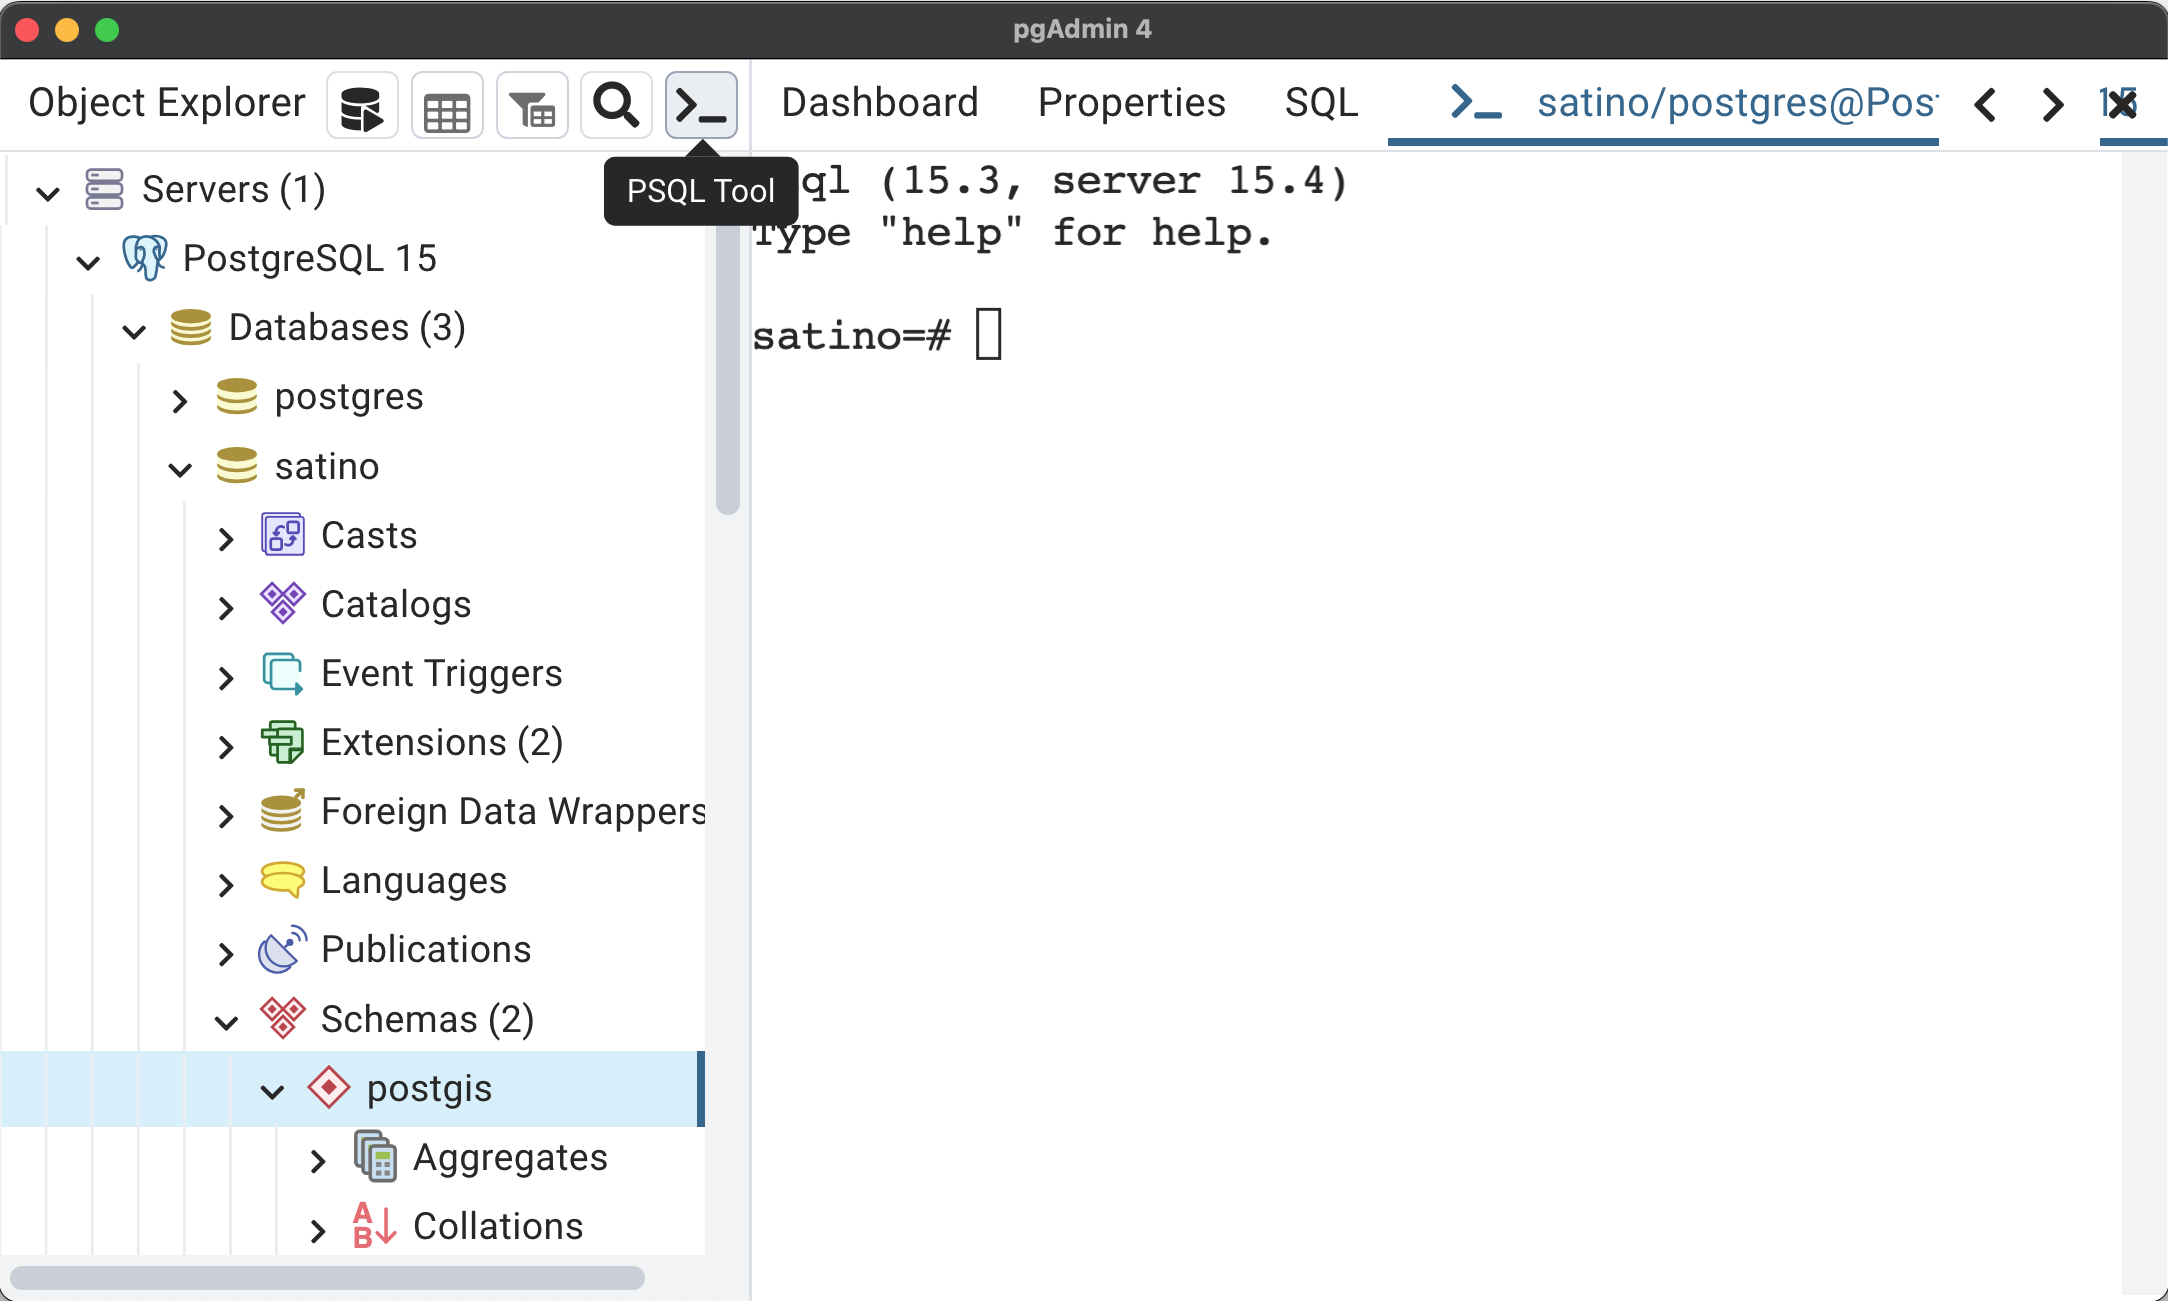 pgAdmin 4
Object Explorer
Dashboard Properties SQL satino/postgres@Pos
PSQL Tool
ql (15.3, server 15.4)
Type "help" for help.
satino=#
Servers (1)
PostgreSQL 15
Databases (3)
postgres
satino
Casts
Catalogs
Event Triggers
Extensions (2)
Foreign Data Wrappers
Languages
Publications
Schemas (2)
postgis
Aggregates
Collations